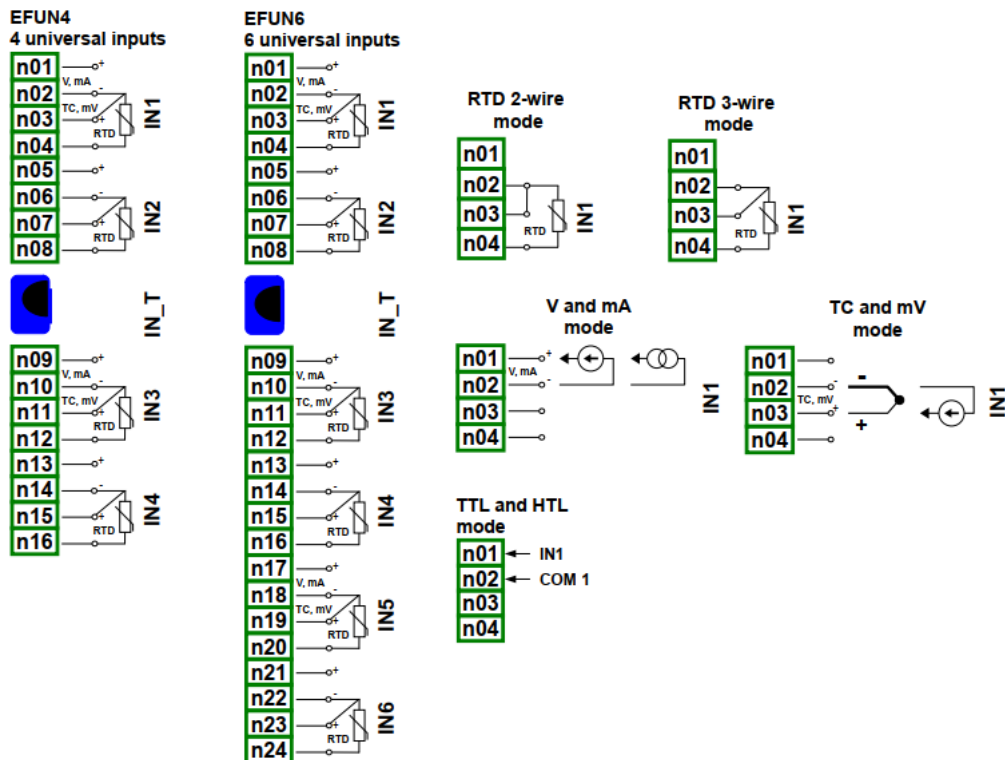 EFUN4
4 universal inputs
n01
+
V, mA
n02
-
TC, mV
n03
+
RTD
n04
IN1
n05
+
n06
-
n07
+
RTD
n08
IN2
IN_T
n09
+
V, mA
n10
-
TC, mV
n11
+
RTD
n12
IN3
n13
+
n14
-
n15
+
RTD
n16
IN4
EFUN6
6 universal inputs
n01
+
V, mA
n02
-
TC, mV
n03
+
RTD
n04
IN1
n05
+
n06
-
n07
+
RTD
n08
IN2
IN_T
n09
+
V, mA
n10
-
TC, mV
n11
+
RTD
n12
IN3
n13
+
n14
-
n15
+
RTD
n16
IN4
n17
+
V, mA
n18
-
TC, mV
n19
+
RTD
n20
IN5
n21
+
n22
-
n23
+
RTD
n24
IN6
RTD 2-wire
mode
n01
n02
n03
RTD
n04
IN1
RTD 3-wire
mode
n01
n02
n03
RTD
n04
IN1
V and mA
mode
n01
+
V, mA
n02
-
n03
n04
IN1
TC and mV
mode
n01
n02
-
-
TC, mV
n03
+
+
n04
IN1
TTL and HTL
mode
n01 IN1
n02 COM 1
n03
n04